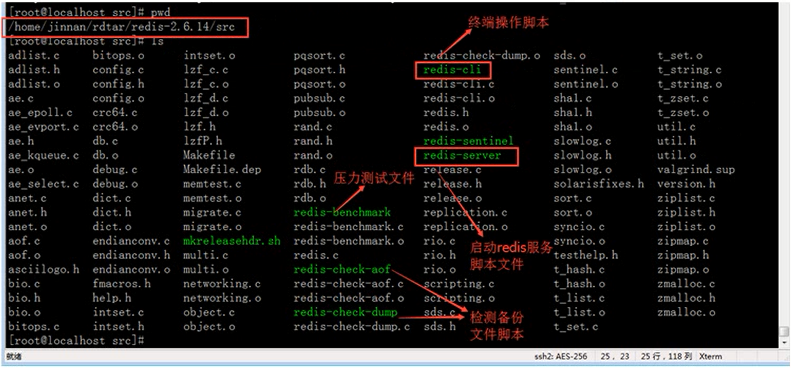 [root@localhost src]# pwd
/home/jinnan/rdtar/redis-2.6.14/src
[root@localhost src]# ls
终端操作脚本
adlist.c bitops.o intset.o pqsort.c redis-check-dump.o sds.o t_set.o
adlist.h config.c lzf_c.c pqsort.h redis-cli sentinel.c t_string.c
adlist.o config.h lzf_c.o pqsort.o redis-cli.c sentinel.o t_string.o
ae.c config.o lzf_d.c pubsub.c redis-cli.o sha1.c t_zset.c
ae_epoll.c crc64.c lzf_d.o pubsub.o redis.h sha1.h t_zset.o
ae_evport.c crc64.o lzf.h rand.c redis.o sha1.o util.c
ae.h db.c lzfP.h rand.h redis-sentinel slowlog.c util.h
ae_kqueue.c db.o Makefile rand.o redis-server slowlog.h util.o
ae.o debug.c Makefile.dep rdb.c release.c slowlog.o valgrind.sup
ae_select.c debug.o memtest.c rdb.h release.h solarisfixes.h version.h
压力测试文件
anet.c dict.c memtest.o rdb.o release.o sort.c ziplist.c
anet.h dict.h migrate.c redis-benchmark replication.c sort.o ziplist.h
anet.o dict.o migrate.o redis-benchmark.c replication.o syncio.c ziplist.o
aof.c endianconv.c mkreleasehdr.sh redis-benchmark.o rio.c syncio.o zipmap.c
aof.o endianconv.h multi.c redis.c rio.h testhelp.h zipmap.h
启动redis服务
脚本文件
asciilogo.h endianconv.o multi.o redis-check-aof rio.o t_hash.c zipmap.o
bio.c fmacros.h networking.c redis-check-aof.c scripting.c t_hash.o zmalloc.c
bio.h help.h networking.o redis-check-aof.o scripting.o t_list.c zmalloc.h
bio.o intset.c object.c redis-check-dump sds.c t_list.o zmalloc.o
bitops.c intset.h object.o redis-check-dump.c sds.h t_set.c
检测备份
文件脚本
[root@localhost src]#
就绪 ssh2: AES-256 25, 23 25 行, 118 列 Xterm